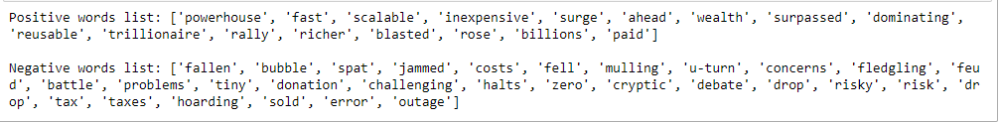 Positive words list: ['powerhouse', 'fast', 'scalable', 'inexpensive', 'surge', 'ahead', 'wealth', 'surpassed', 'dominating',
'reusable', 'trillionaire', 'rally', 'richer', 'blasted', 'rose', 'billions', 'paid']
Negative words list: ['fallen', 'bubble', 'spat', 'jammed', 'costs', 'fell', 'mulling', 'u-turn', 'concerns', 'fledgling', 'feu
d', 'battle', 'problems', 'tiny', 'donation', 'challenging', 'halts', 'zero', 'cryptic', 'debate', 'drop', 'risky', 'risk', 'dr
op', 'tax', 'taxes', 'hoarding', 'sold', 'error', 'outage']